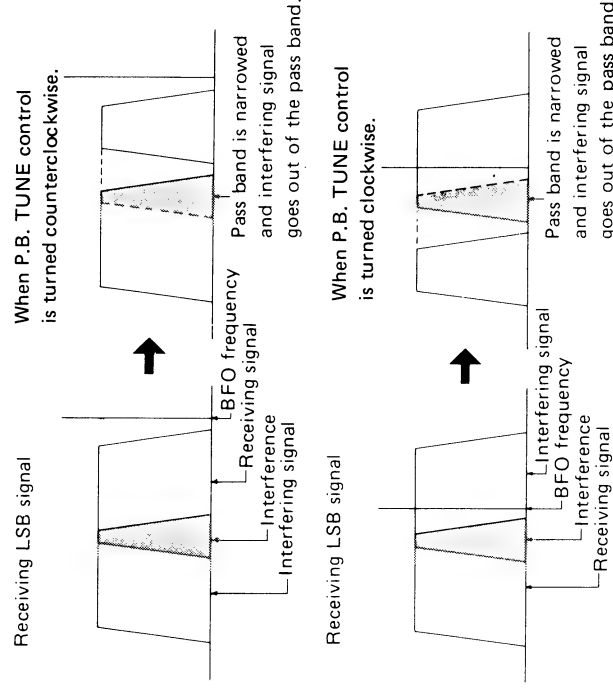 Receiving LSB signal
BFO frequency
Receiving signal
Interference
Interfering signal
When P.B. TUNE control
is turned counterclockwise.
Pass band is narrowed
and interfering signal
goes out of the pass band.
Receiving LSB signal
Interfering signal
BFO frequency
Interference
Receiving signal
When P.B. TUNE control
is turned clockwise.
Pass band is narrowed
and interfering signal
goes out of the pass band